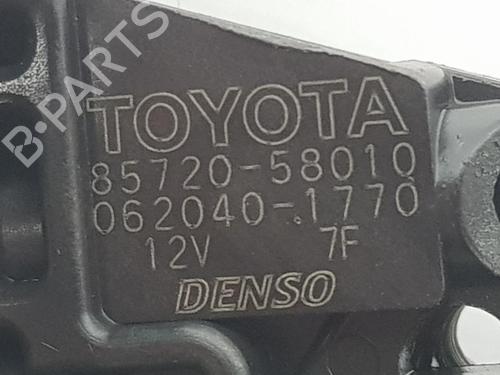 B-PARTS
TOYOTA
85720-58010
062040-1770
12V 7F
DENSO